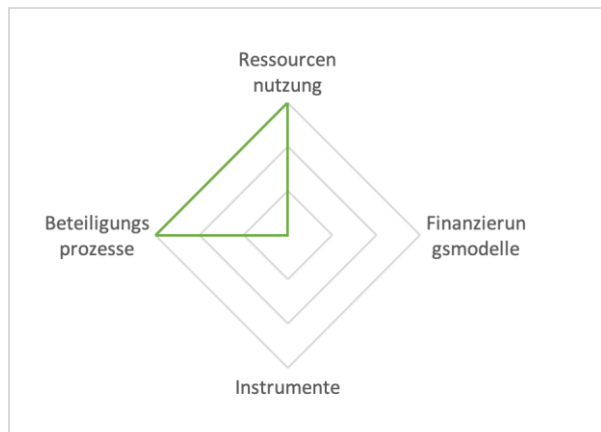 Ressourcen
nutzung
Beteiligungs
prozesse
Finanzierun
gsmodelle
Instrumente